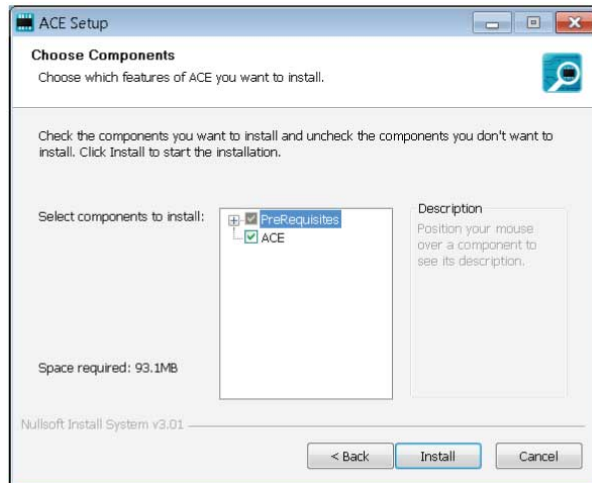 ACE Setup
Choose Components
Choose which features of ACE you want to install.
Check the components you want to install and uncheck the components you don't want to
install. Click Install to start the installation.
Select components to install:
PreRequisites
ACE
Description
Position your mouse
over a component to
see its description.
Space required: 93.1MB
Nullsoft Install System v3.01
< Back
Install
Cancel